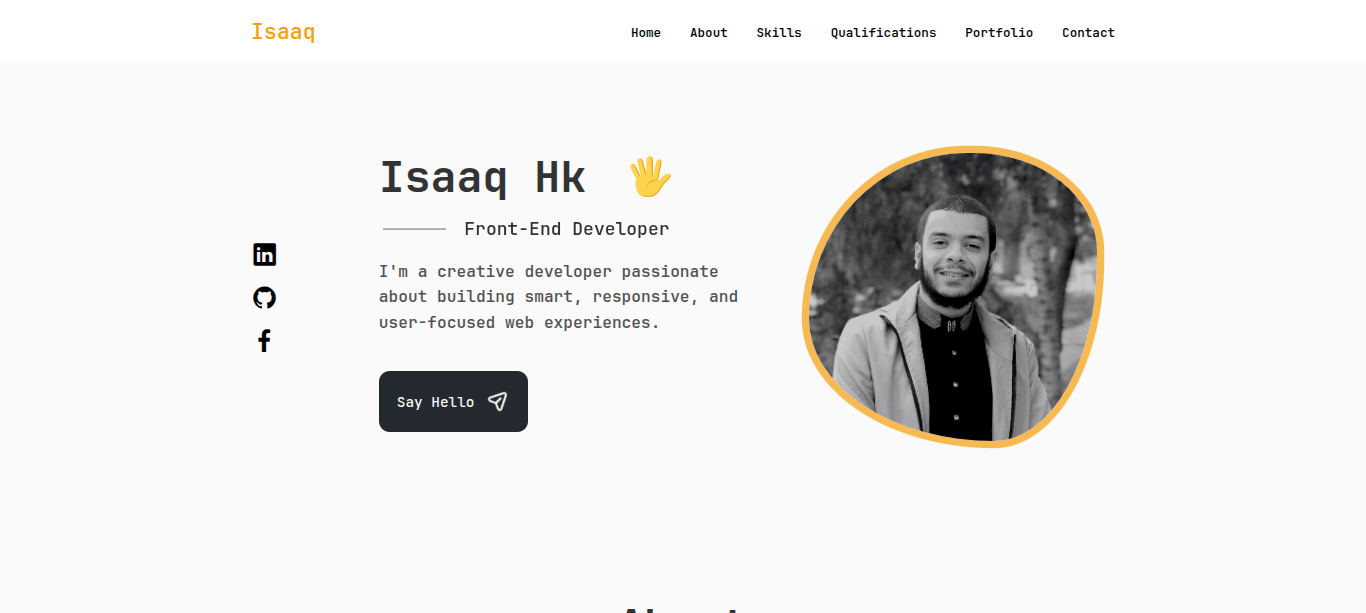 Isaaq
Home About Skills Qualifications Portfolio Contact
Isaaq Hk 🖐
Front-End Developer
I'm a creative developer passionate
about building smart, responsive, and
user-focused web experiences.
Say Hello